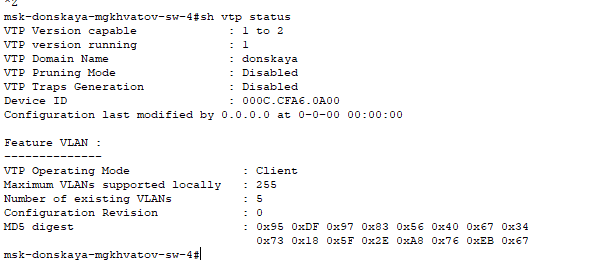 ^Z
msk-donskaya-mgkhvatov-sw-4#sh vtp status
VTP Version capable : 1 to 2
VTP version running : 1
VTP Domain Name : donskaya
VTP Pruning Mode : Disabled
VTP Traps Generation : Disabled
Device ID : 000C.CFA6.0A00
Configuration last modified by 0.0.0.0 at 0-0-00 00:00:00
Feature VLAN :
--------------
VTP Operating Mode : Client
Maximum VLANs supported locally : 255
Number of existing VLANs : 5
Configuration Revision : 0
MD5 digest : 0x95 0xDF 0x97 0x83 0x56 0x40 0x67 0x34
0x73 0x18 0x5F 0x2E 0xA8 0x76 0xEB 0x67
msk-donskaya-mgkhvatov-sw-4#